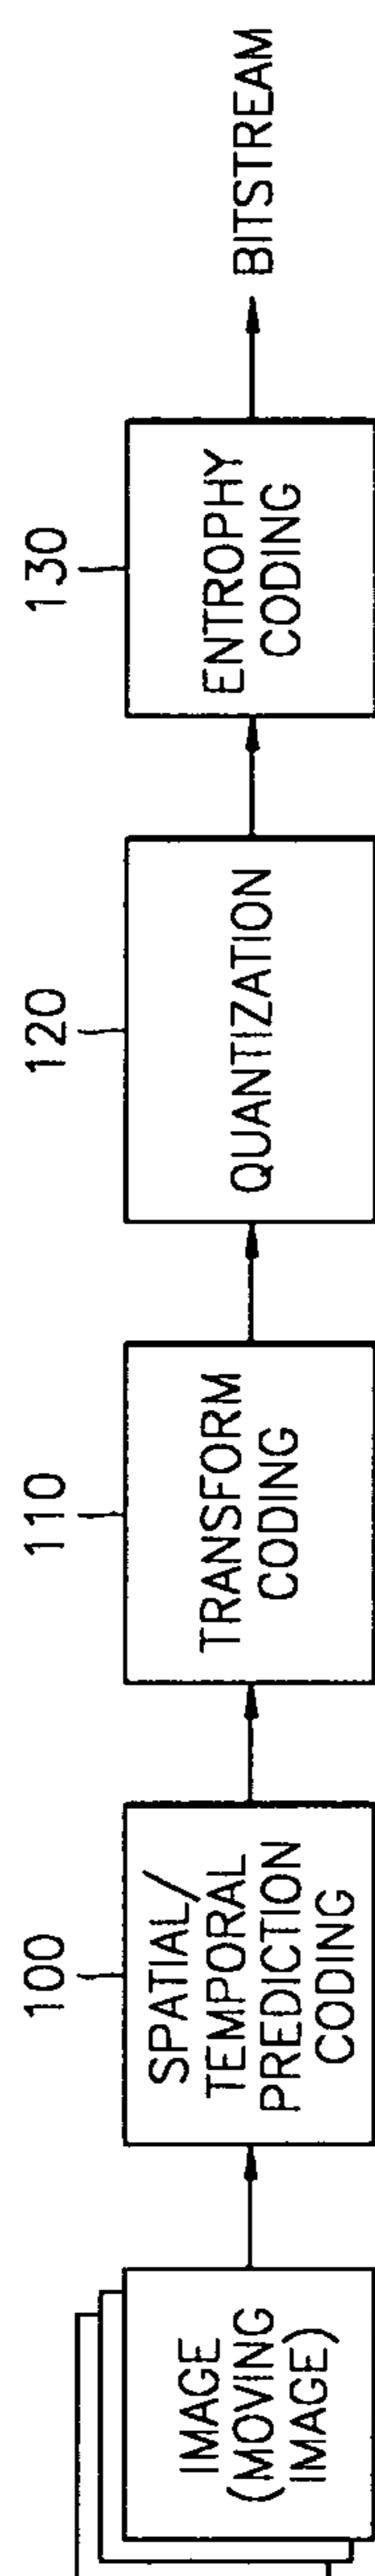 IMAGE
(MOVING
IMAGE)
100
SPATIAL/
TEMPORAL
PREDICTION
CODING
110
TRANSFORM
CODING
120
QUANTIZATION
130
ENTROPHY
CODING
BITSTREAM